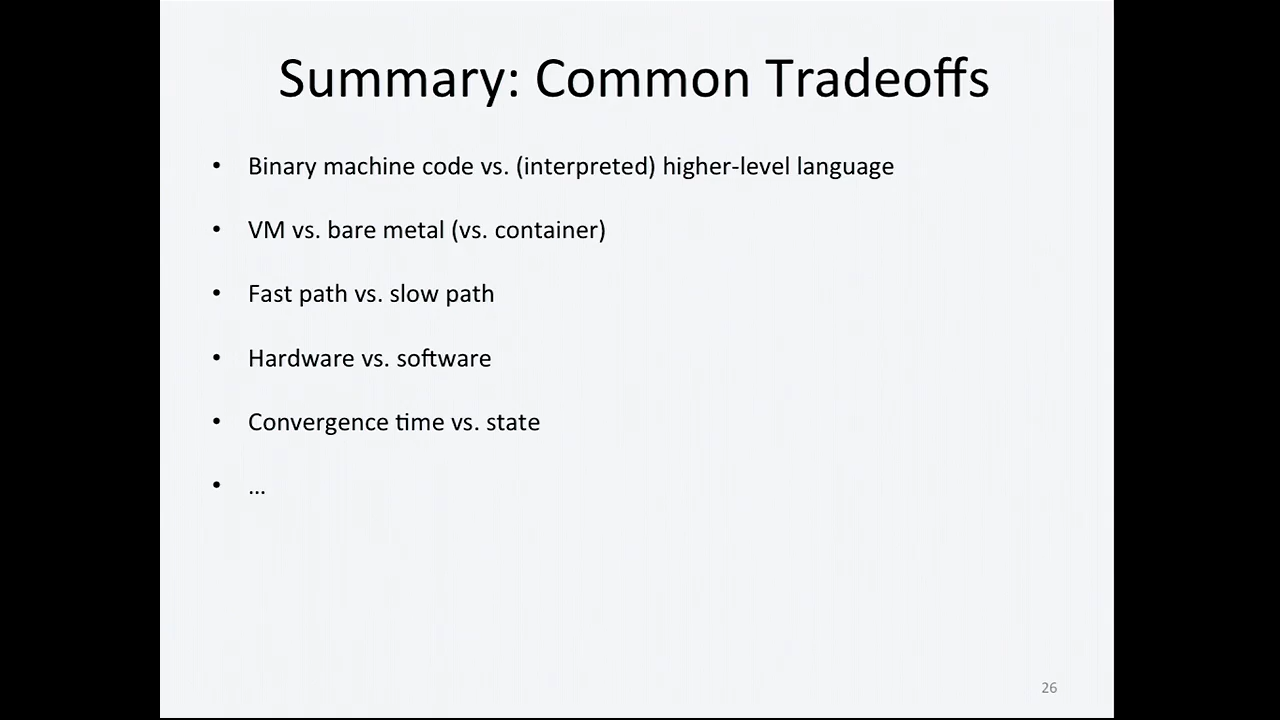 Summary: Common Tradeoffs
• Binary machine code vs. (interpreted) higher-level language
• VM vs. bare metal (vs. container)
• Fast path vs. slow path
• Hardware vs. software
• Convergence time vs. state
• …
26